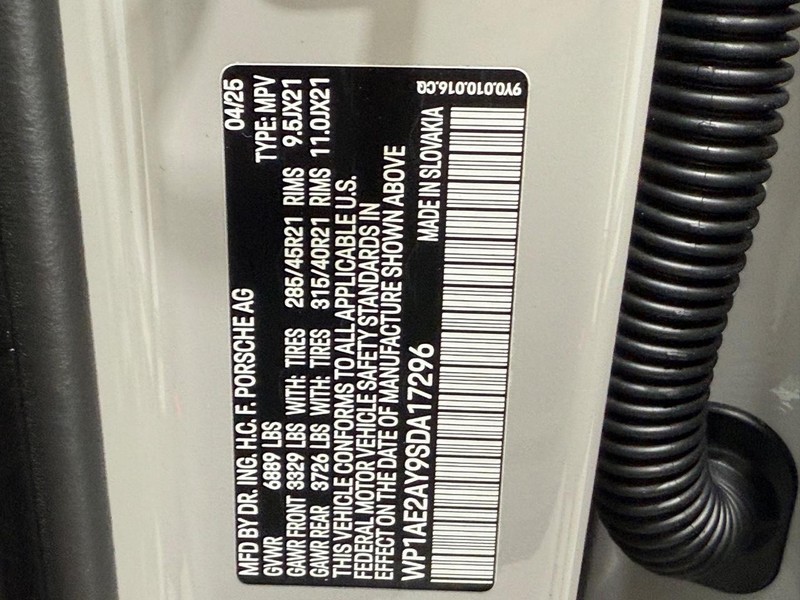 MFD BY DR. ING. H.C. F. PORSCHE AG 04/25
GVWR 6889 LBS TYPE: MPV
GAWR FRONT 3329 LBS WITH: TIRES 285/45R21 RIMS 9.5JX21
GAWR REAR 3726 LBS WITH: TIRES 315/40R21 RIMS 11.0JX21
THIS VEHICLE CONFORMS TO ALL APPLICABLE U.S.
FEDERAL MOTOR VEHICLE SAFETY STANDARDS IN
EFFECT ON THE DATE OF MANUFACTURE SHOWN ABOVE
WP1AE2AY9SDA17296 MADE IN SLOVAKIA
9Y0.010.016.CQ